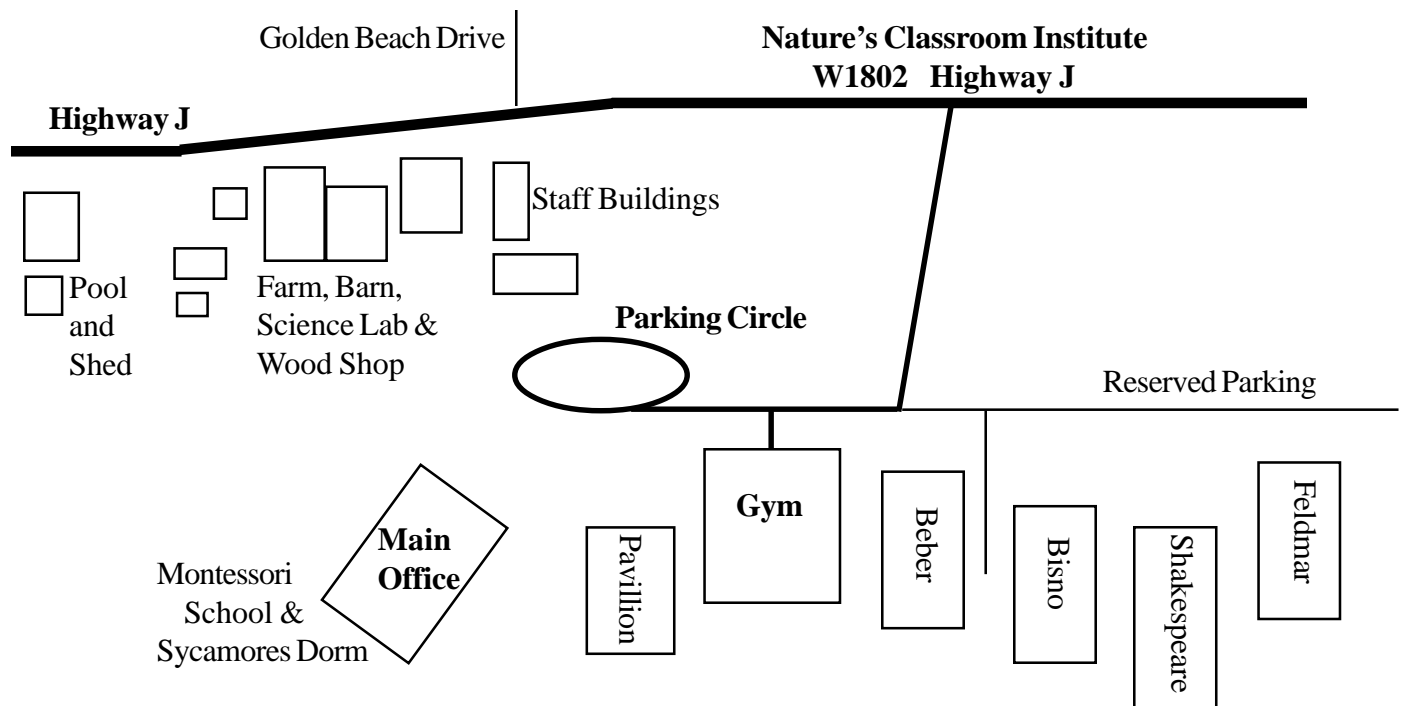 Golden Beach Drive
Nature's Classroom Institute
W1802 Highway J
Highway J
Staff Buildings
Pool
and
Shed
Farm, Barn,
Science Lab &
Wood Shop
Parking Circle
Reserved Parking
Main
Office
Montessori
School &
Sycamores Dorm
Pavillion
Gym
Beber
Bisno
Shakespeare
Feldmar